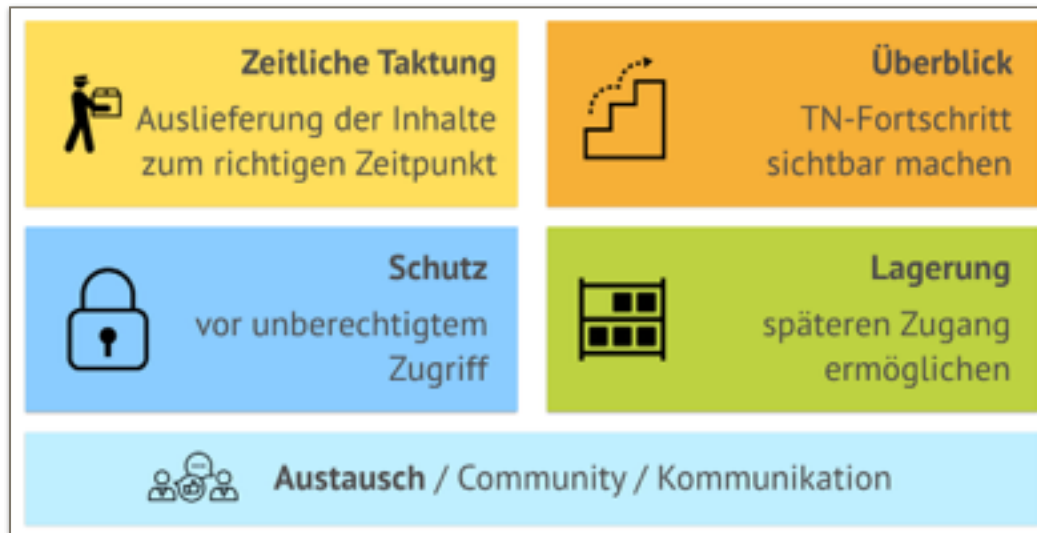 Zeitliche Taktung
Auslieferung der Inhalte
zum richtigen Zeitpunkt
Überblick
TN-Fortschritt
sichtbar machen
Schutz
vor unberechtigtem
Zugriff
Lagerung
späteren Zugang
ermöglichen
Austausch / Community / Kommunikation